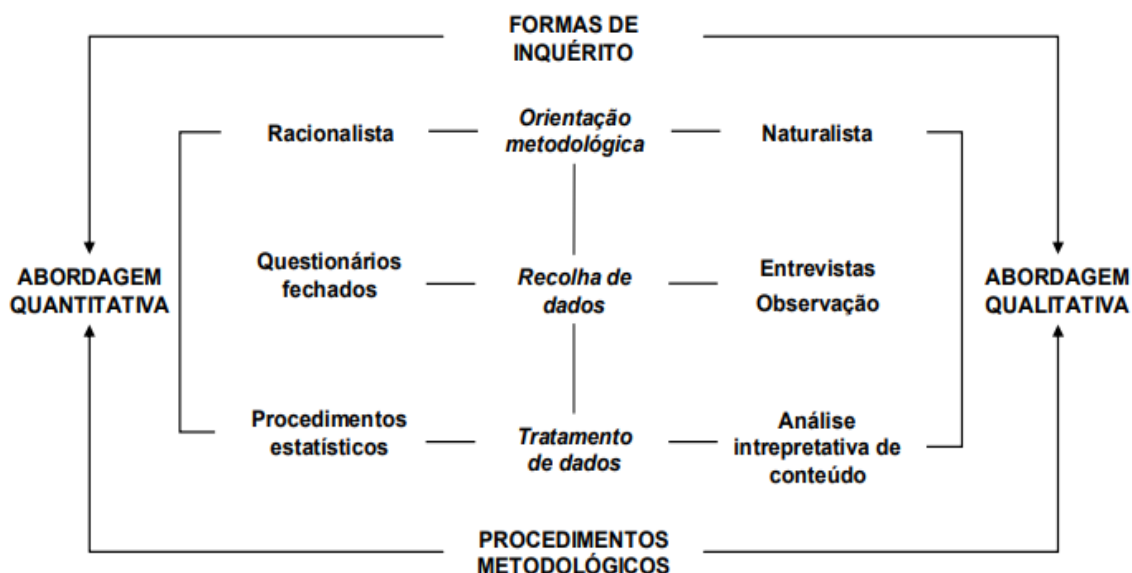 FORMAS DE
INQUÉRITO
Racionalista
Orientação
metodológica
Naturalista
ABORDAGEM
QUANTITATIVA
Questionários
fechados
Recolha de
dados
Entrevistas
Observação
ABORDAGEM
QUALITATIVA
Procedimentos
estatísticos
Tratamento
de dados
Análise
intrepretativa de
conteúdo
PROCEDIMENTOS
METODOLÓGICOS